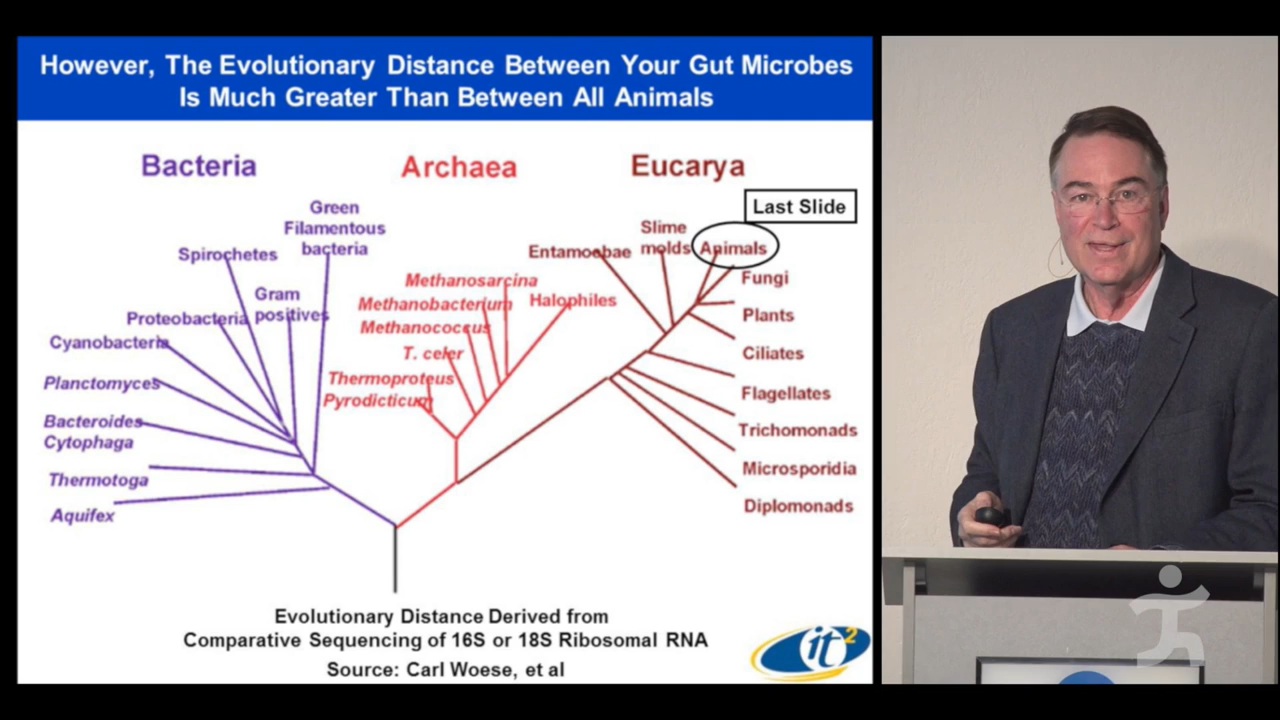 However, The Evolutionary Distance Between Your Gut Microbes
Is Much Greater Than Between All Animals
Bacteria
Archaea
Eucarya
Last Slide
Green
Filamentous
bacteria
Spirochetes
Gram
positives
Proteobacteria
Cyanobacteria
Planctomyces
Bacteroides
Cytophaga
Thermotoga
Aquifex
Methanosarcina
Methanobacterium
Halophiles
Methanococcus
T. celer
Thermoproteus
Pyrodicticum
Entamoebae
Slime
molds
Animals
Fungi
Plants
Ciliates
Flagellates
Trichomonads
Microsporidia
Diplomonads
Evolutionary Distance Derived from
Comparative Sequencing of 16S or 18S Ribosomal RNA
Source: Carl Woese, et al
it2